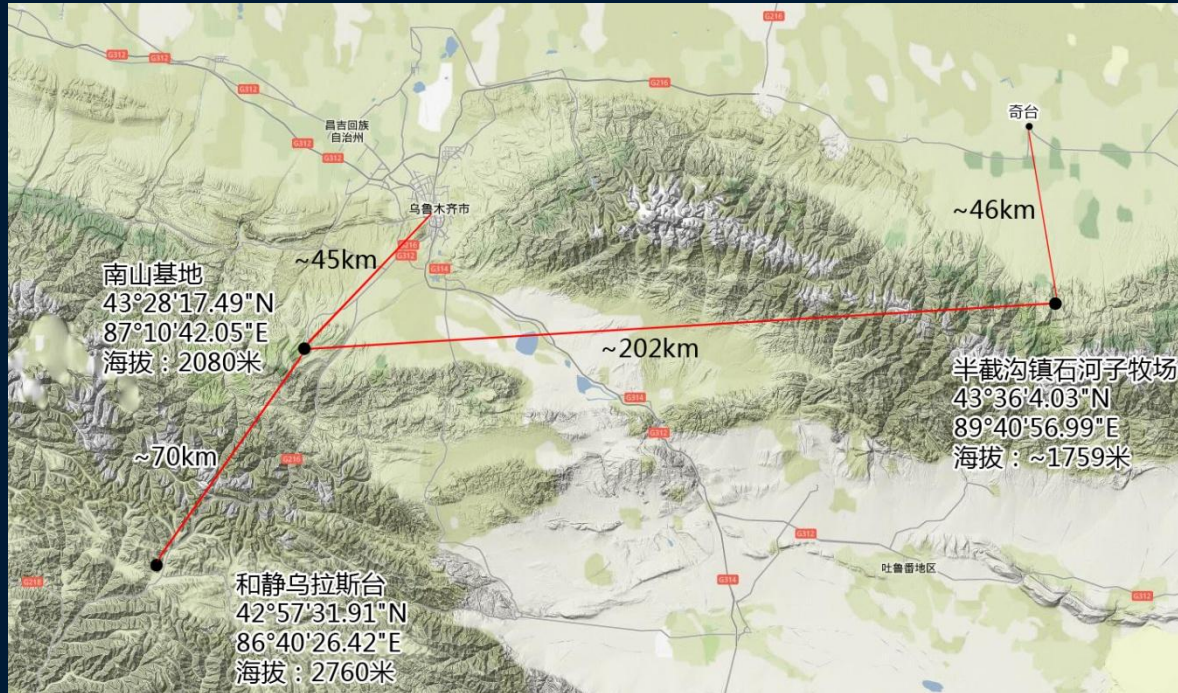 G216
G312
G312
G216
G312
奇台
昌吉回族
自治州
G312
G312
乌鲁木齐市
~46km
G216
G312
~45km
G314
南山基地
43°28'17.49"N
87°10'42.05"E
海拔：2080米
~202km
半截沟镇石河子牧场
43°36'4.03"N
89°40'56.99"E
海拔：~1759米
G314
G312
~70km
G216
G312
吐鲁番地区
G218
G314
G312
和静乌拉斯台
42°57'31.91"N
86°40'26.42"E
海拔：2760米